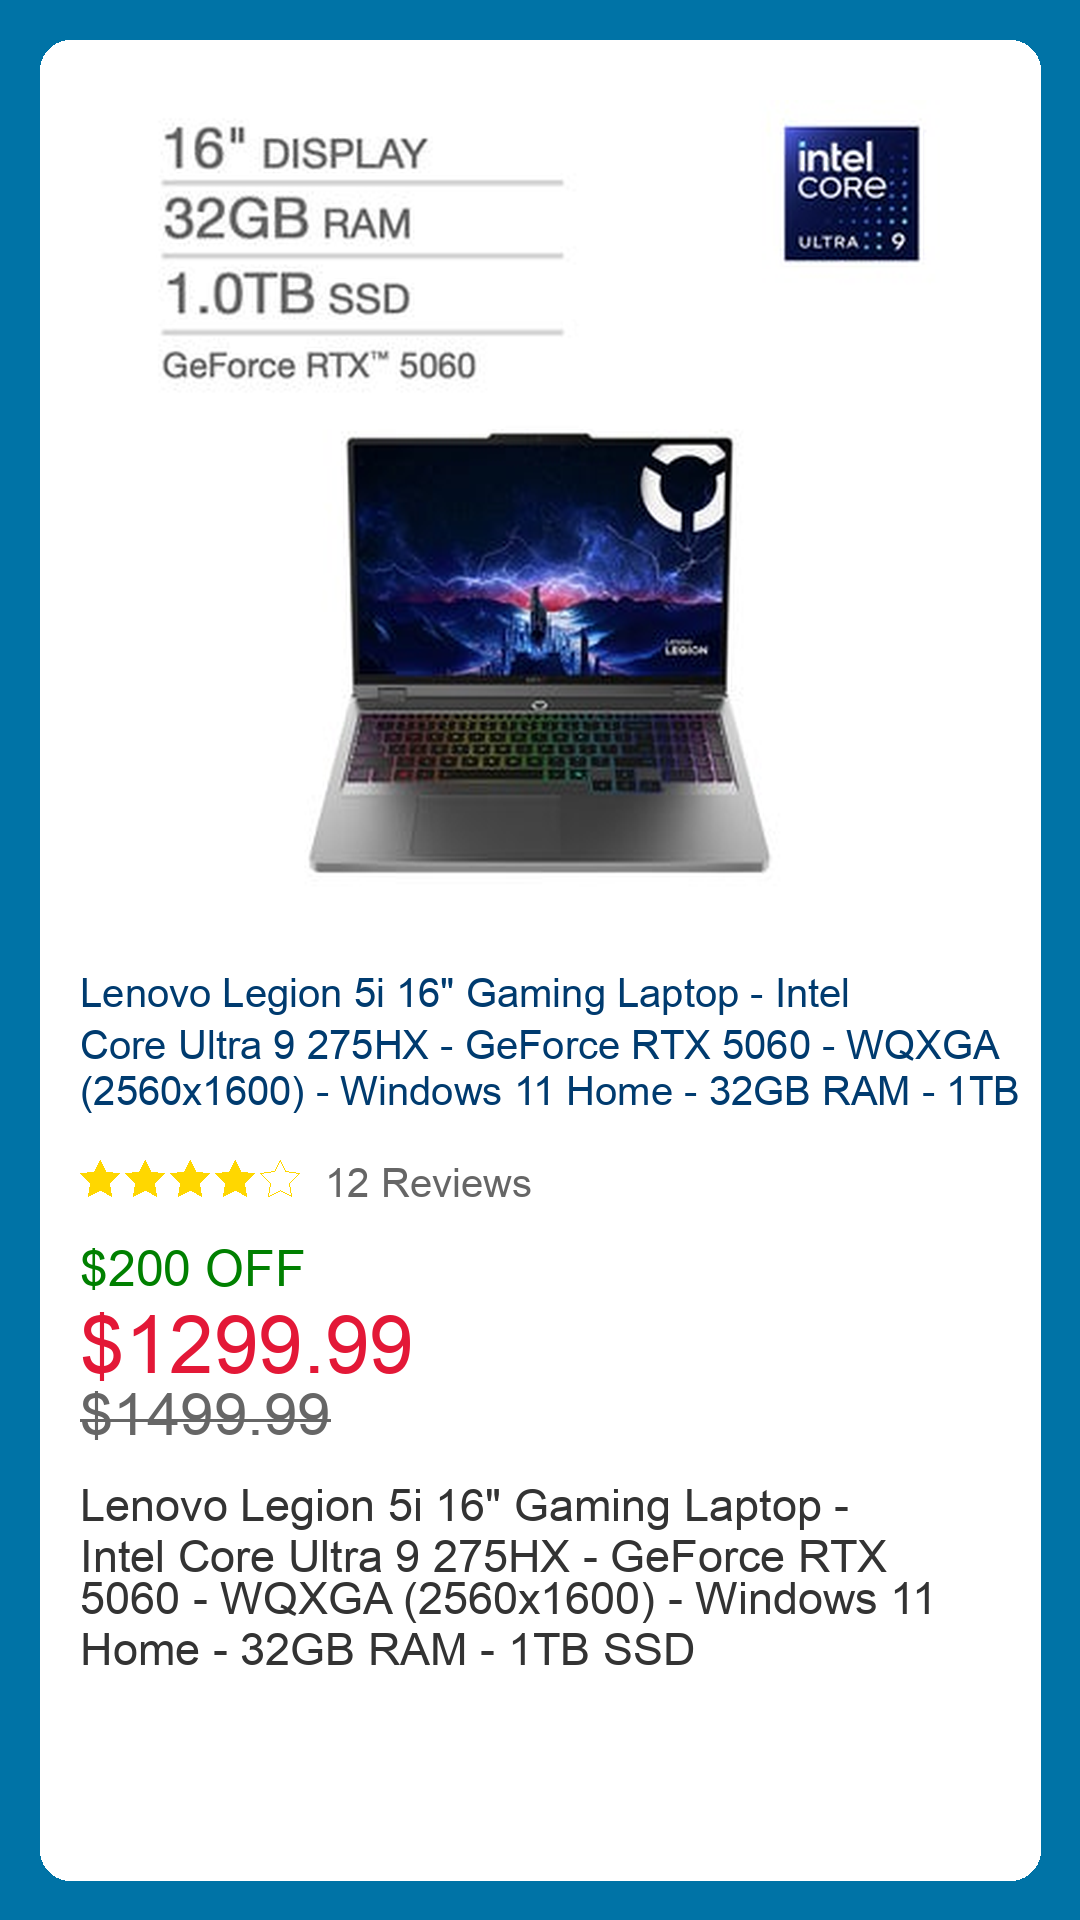 16" DISPLAY
32GB RAM
1.0TB SSD
GeForce RTX™ 5060
intel
CORE
ULTRA 9
LENOVO
LEGION
Lenovo Legion 5i 16" Gaming Laptop - Intel
Core Ultra 9 275HX - GeForce RTX 5060 - WQXGA
(2560x1600) - Windows 11 Home - 32GB RAM - 1TB
12 Reviews
$200 OFF
$1299.99
$1499.99
Lenovo Legion 5i 16" Gaming Laptop -
Intel Core Ultra 9 275HX - GeForce RTX
5060 - WQXGA (2560x1600) - Windows 11
Home - 32GB RAM - 1TB SSD